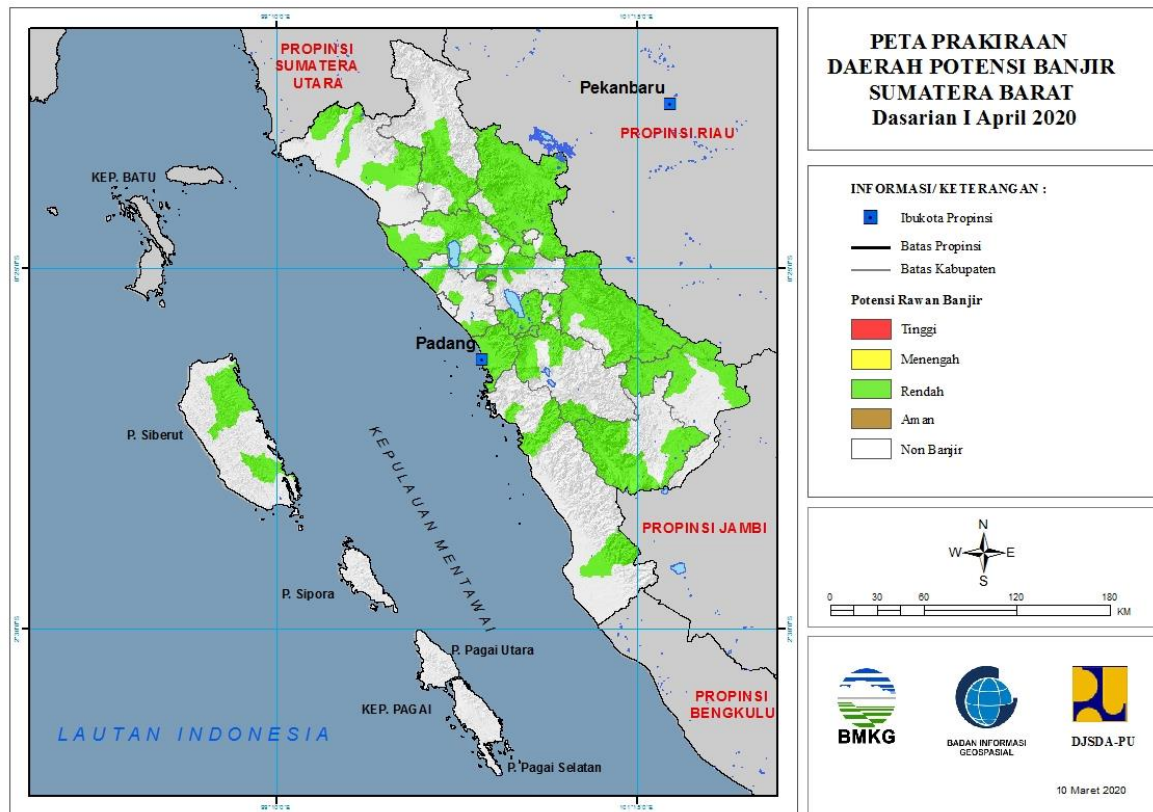 PETA PRAKIRAAN
DAERAH POTENSI BANJIR
SUMATERA BARAT
Dasarian I April 2020
PROPINSI
SUMATERA
UTARA
Pekanbaru
PROPINSI RIAU
KEP. BATU
Padang
P. Siberut
KEPULAUAN MENTAWAI
PROPINSI JAMBI
P. Sipora
P. Pagai Utara
KEP. PAGAI
PROPINSI
BENGKULU
LAUTAN INDONESIA
P. Pagai Selatan
INFORMASI/ KETERANGAN :
Ibukota Propinsi
Batas Propinsi
Batas Kabupaten
Potensi Rawan Banjir
Tinggi
Menengah
Rendah
Aman
Non Banjir
N
W E
S
0 30 60 120 180
KM
BMKG
BADAN INFORMASI
GEOSPASIAL
DJSDA-PU
10 Maret 2020